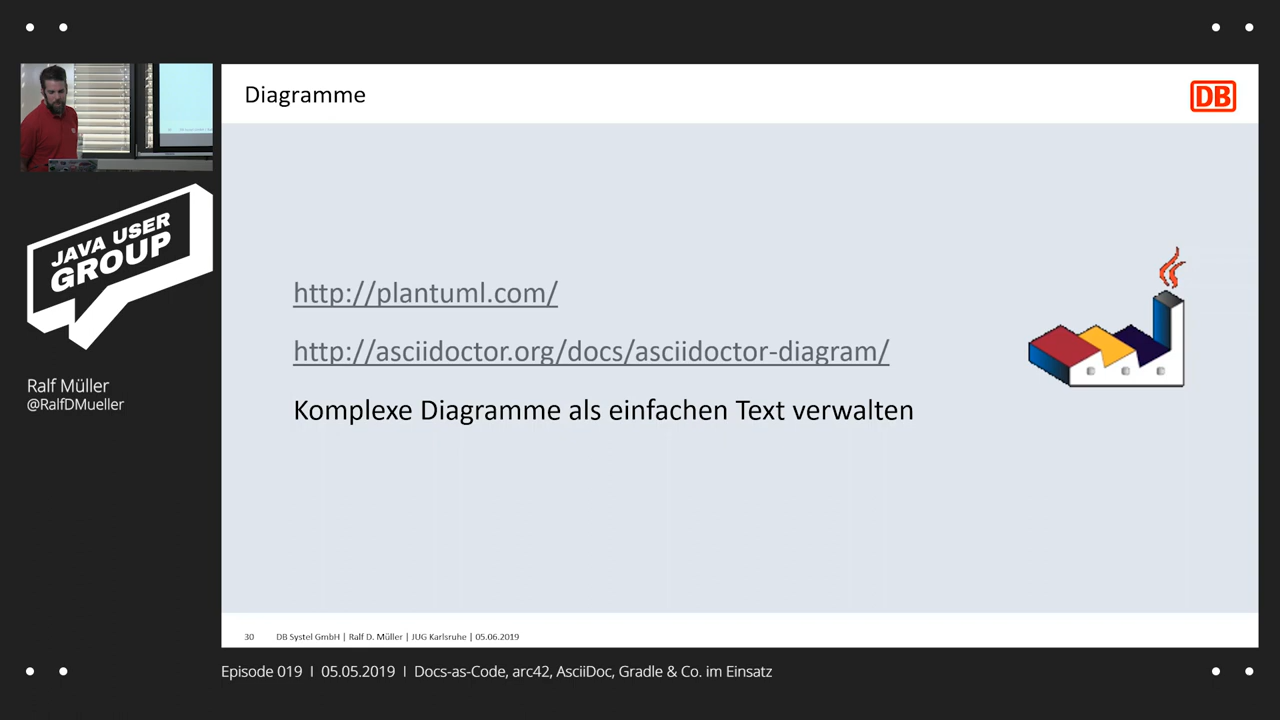 Diagramme
DB
JAVA USER
GROUP
http://plantuml.com/
http://asciidoctor.org/docs/asciidoctor-diagram/
Komplexe Diagramme als einfachen Text verwalten
Ralf Müller
@RalfDMueller
30 DB Systel GmbH | Ralf D. Müller | JUG Karlsruhe | 05.06.2019
Episode 019 I 05.05.2019 I Docs-as-Code, arc42, AsciiDoc, Gradle & Co. im Einsatz